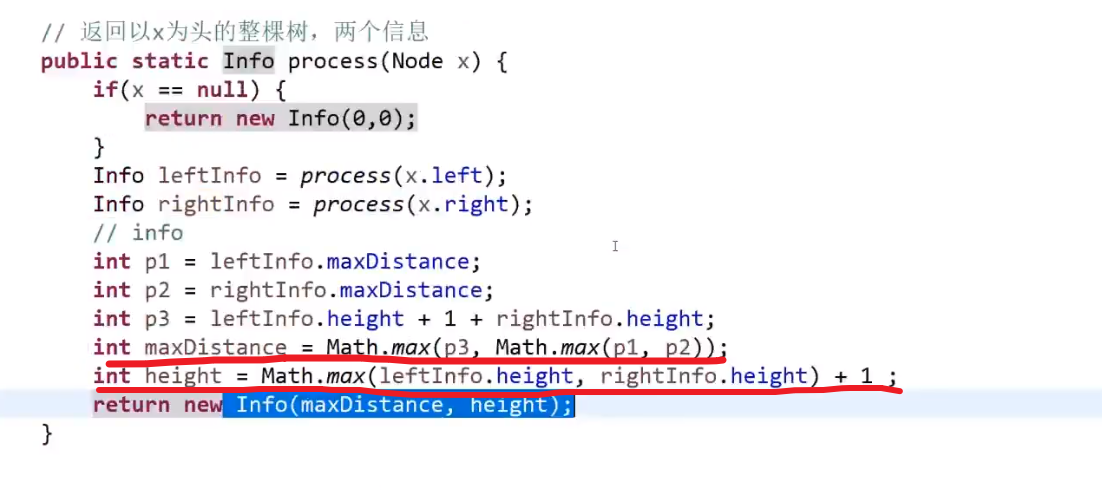 // 返回以x为头的整棵树，两个信息
public static Info process(Node x) {
if(x == null) {
return new Info(0,0);
}
Info leftInfo = process(x.left);
Info rightInfo = process(x.right);
// info
int p1 = leftInfo.maxDistance;
int p2 = rightInfo.maxDistance;
int p3 = leftInfo.height + 1 + rightInfo.height;
int maxDistance = Math.max(p3, Math.max(p1, p2));
int height = Math.max(leftInfo.height, rightInfo.height) + 1 ;
return new Info(maxDistance, height);
}